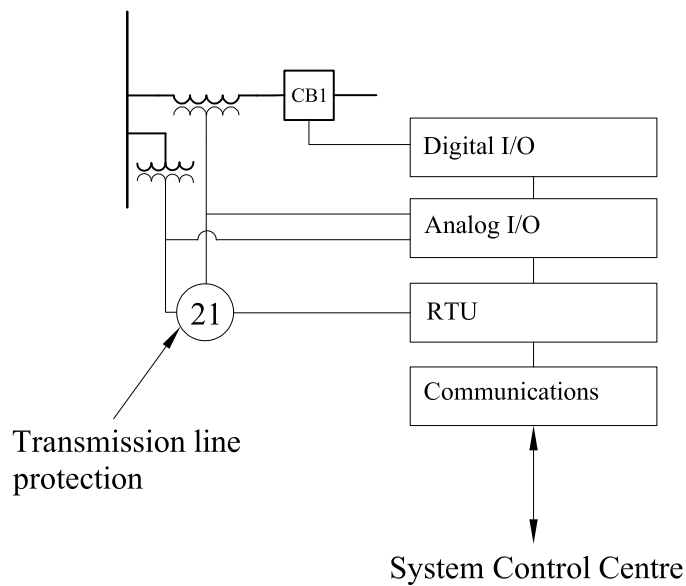 CB1
Digital I/O
Analog I/O
21
RTU
Communications
Transmission line
protection
System Control Centre